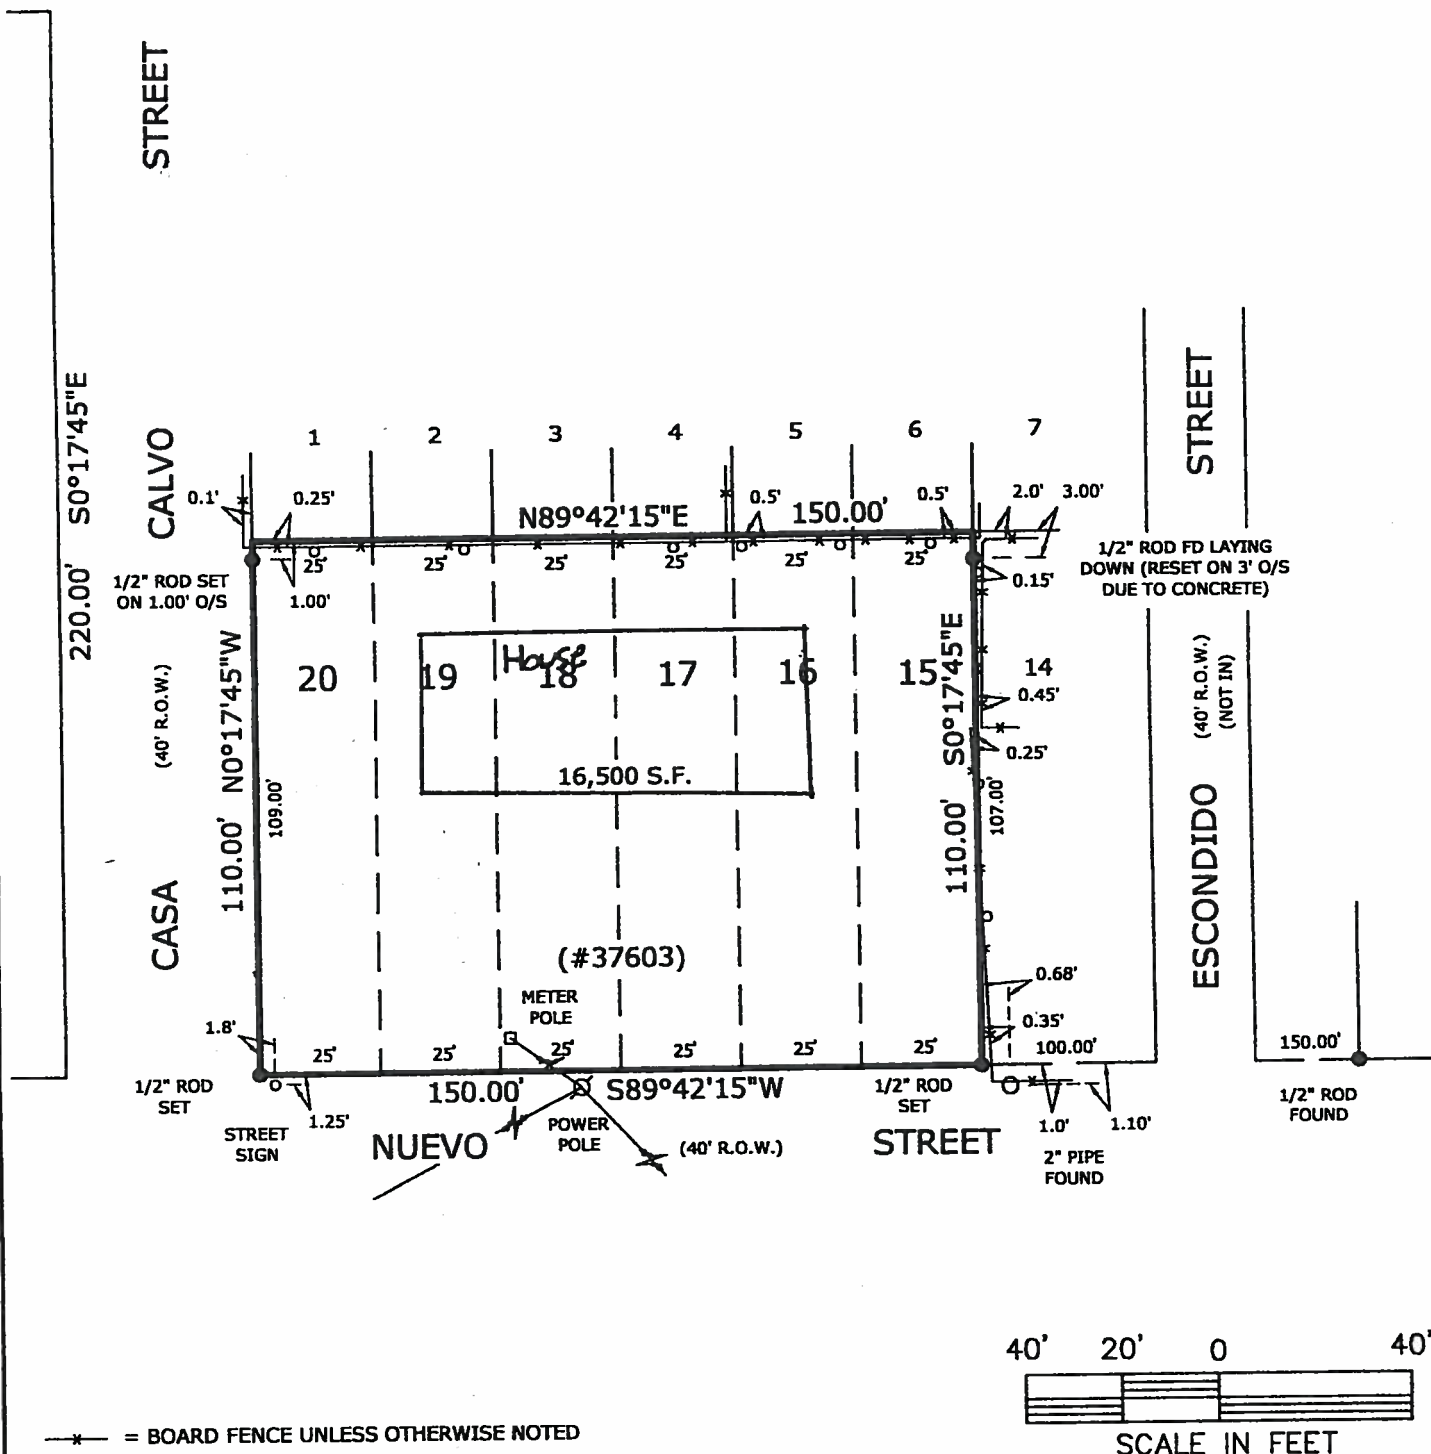 STREET
CALVO
(40' R.O.W.)
CASA
220.00' S0°17'45"E
1 2 3 4 5 6 7
0.1' 0.25' 0.5' 0.5' 2.0' 3.00'
N89°42'15"E 150.00'
25' 25' 25' 25' 25' 25'
1/2" ROD SET
ON 1.00' O/S
1.00'
1/2" ROD FD LAYING
DOWN (RESET ON 3' O/S
DUE TO CONCRETE)
0.15'
House
20 19 18 17 16 15 14
0.45'
0.25'
110.00' N0°17'45"W
109.00'
110.00' S0°17'45"E
107.00'
16,500 S.F.
STREET
(40' R.O.W.)
(NOT IN)
ESCONDIDO
(#37603)
METER
POLE
0.68'
0.35'
1.8'
25' 25' 25' 25' 25' 25'
100.00'
150.00'
1/2" ROD
SET
150.00' S89°42'15"W
1/2" ROD
SET
1/2" ROD
FOUND
1.25'
STREET
SIGN
POWER
POLE
1.0' 1.10'
NUEVO (40' R.O.W.) STREET
2" PIPE
FOUND
40' 20' 0 40'
SCALE IN FEET
= BOARD FENCE UNLESS OTHERWISE NOTED